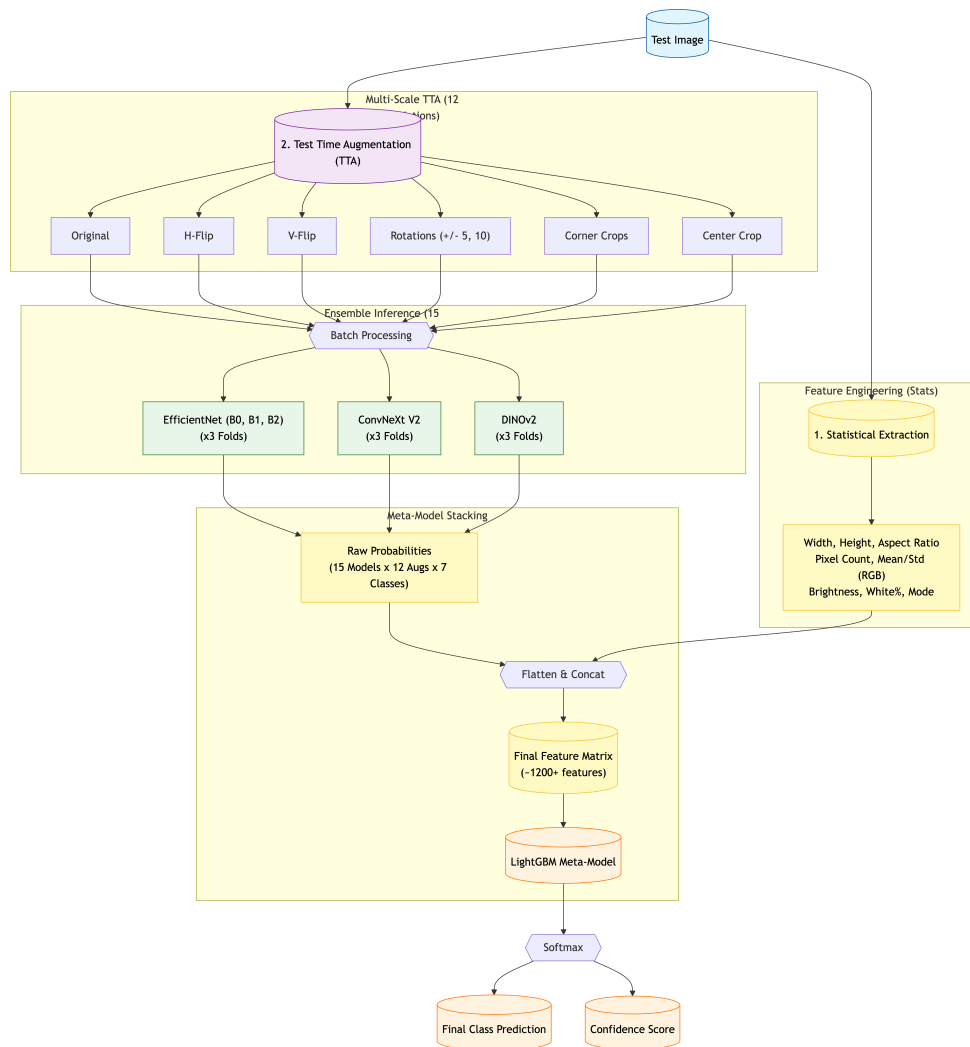 Test Image
Multi-Scale TTA (12
2. Test Time Augmentation
(TTA)
Original
H-Flip
V-Flip
Rotations (+/- 5, 10)
Corner Crops
Center Crop
Ensemble Inference (15
Batch Processing
EfficientNet (B0, B1, B2)
(x3 Folds)
ConvNeXt V2
(x3 Folds)
DINOv2
(x3 Folds)
Feature Engineering (Stats)
1. Statistical Extraction
Width, Height, Aspect Ratio
Pixel Count, Mean/Std
(RGB)
Brightness, White%, Mode
Meta-Model Stacking
Raw Probabilities
(15 Models x 12 Augs x 7
Classes)
Flatten & Concat
Final Feature Matrix
(~1200+ features)
LightGBM Meta-Model
Softmax
Final Class Prediction
Confidence Score